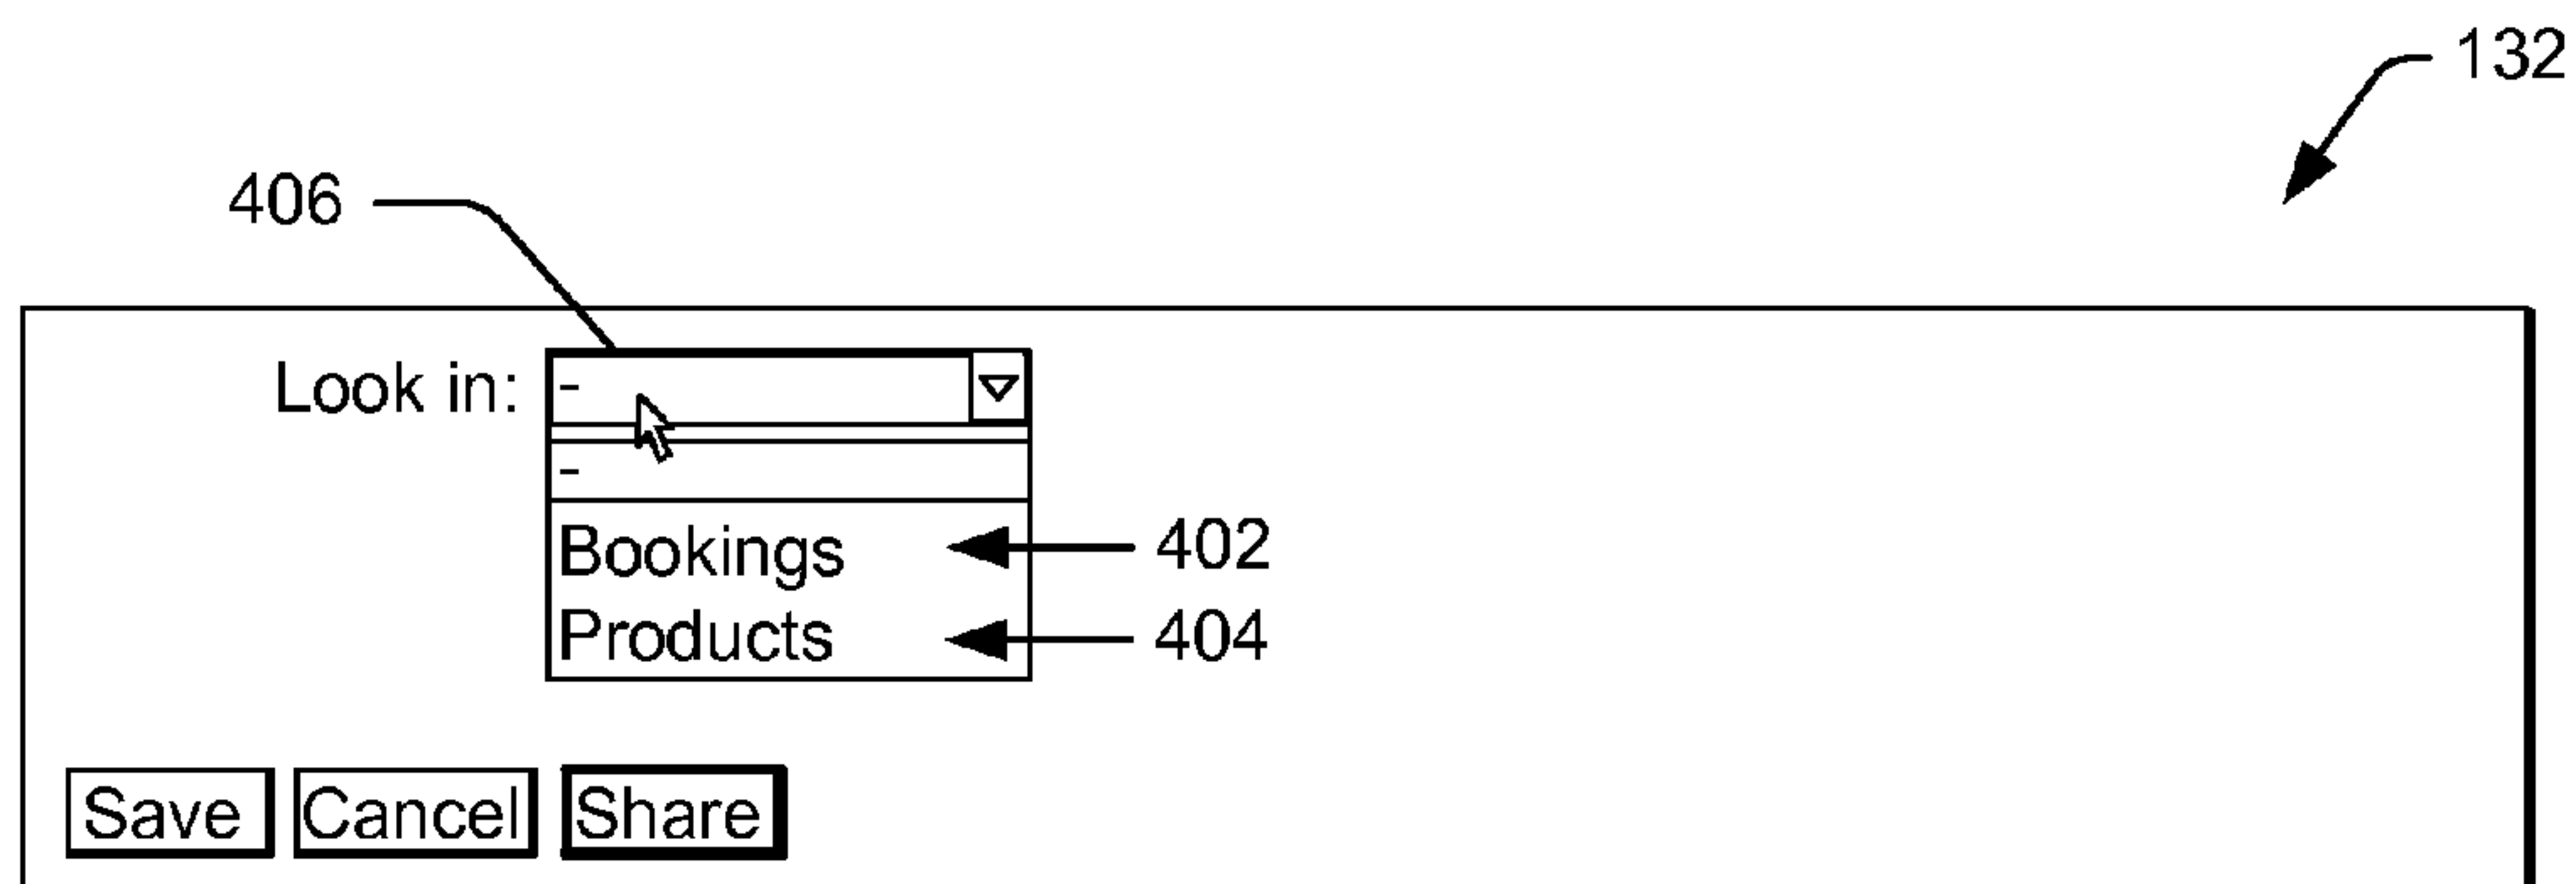 132
406
Look in: -
-
Bookings 402
Products 404
Save Cancel Share